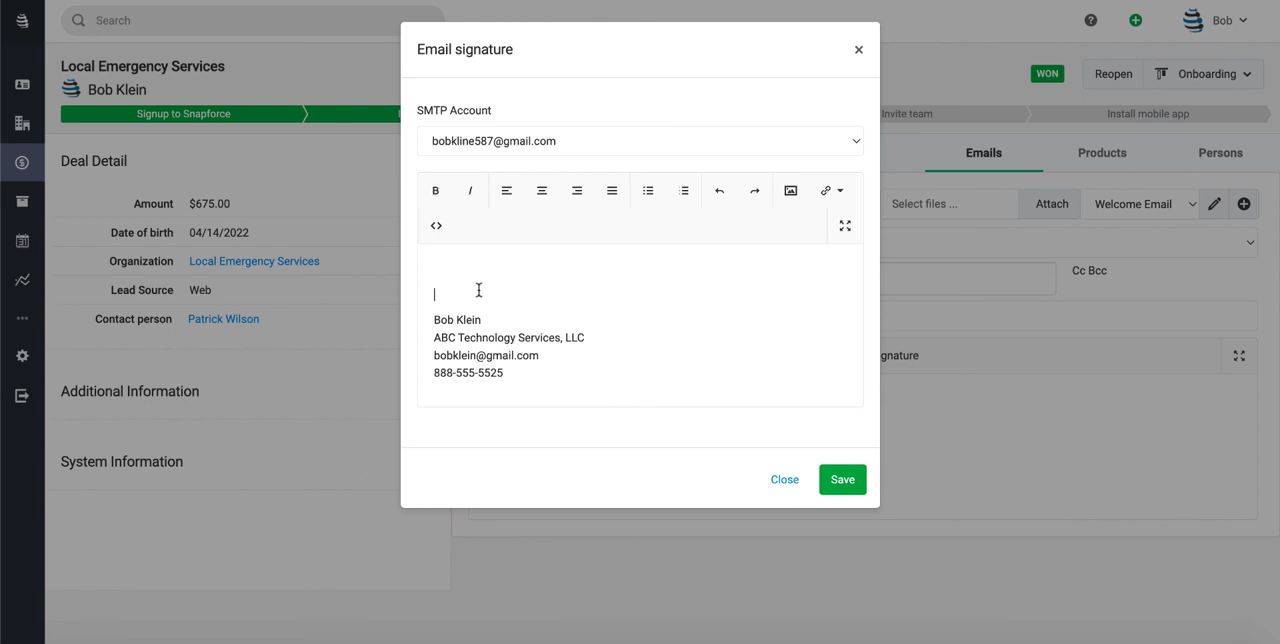 Search
Bob
Local Emergency Services
Bob Klein
WON
Reopen
Onboarding
Signup to Snapforce
Invite team
Install mobile app
Deal Detail
Amount $675.00
Date of birth 04/14/2022
Organization Local Emergency Services
Lead Source Web
Contact person Patrick Wilson
Additional Information
System Information
Email signature
SMTP Account
bobkline587@gmail.com
B I
Bob Klein
ABC Technology Services, LLC
bobklein@gmail.com
888-555-5525
Close
Save
Emails
Products
Persons
Select files ...
Attach
Welcome Email
Cc Bcc